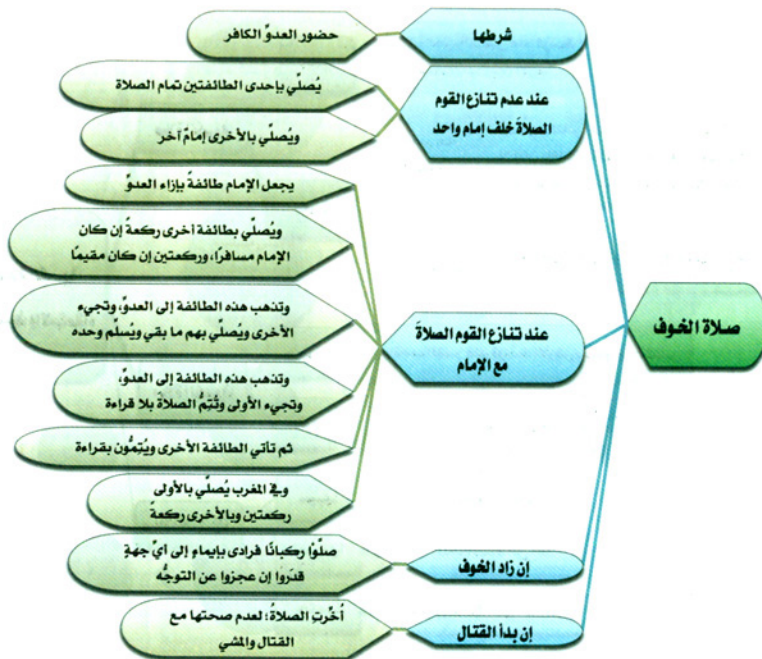 صلاة الخوف
شرطها
حضور العدوِّ الكافر
عند عدم تنازع القوم
الصلاةَ خلف إمام واحد
يُصلّي بإحدى الطائفتين تمام الصلاة
ويُصلّي بالأخرى إمامٌ آخر
عند تنازع القوم الصلاةَ
مع الإمام
يجعل الإمام طائفةً بإزاء العدوِّ
ويُصلّي بطائفة أخرى ركعةً إن كان
الإمام مسافرًا، وركعتين إن كان مقيمًا
وتذهب هذه الطائفة إلى العدوِّ، وتجيء
الأخرى ويُصلّي بهم ما بقي ويُسلِّم وحده
وتذهب هذه الطائفة إلى العدوِّ،
وتجيء الأولى وتُتِمُّ الصلاةَ بلا قراءة
ثم تأتي الطائفة الأخرى ويُتِمُّون بقراءة
وفي المغرب يُصلّي بالأولى
ركعتين وبالأخرى ركعةً
إن زاد الخوف
صلّوْا ركبانًا فرادى بإيماءٍ إلى أيِّ جهةٍ
قدَروا إن عجزوا عن التوجُّه
إن بدأ القتال
أُخِّرتِ الصلاةُ؛ لعدم صحتها مع
القتال والمشي